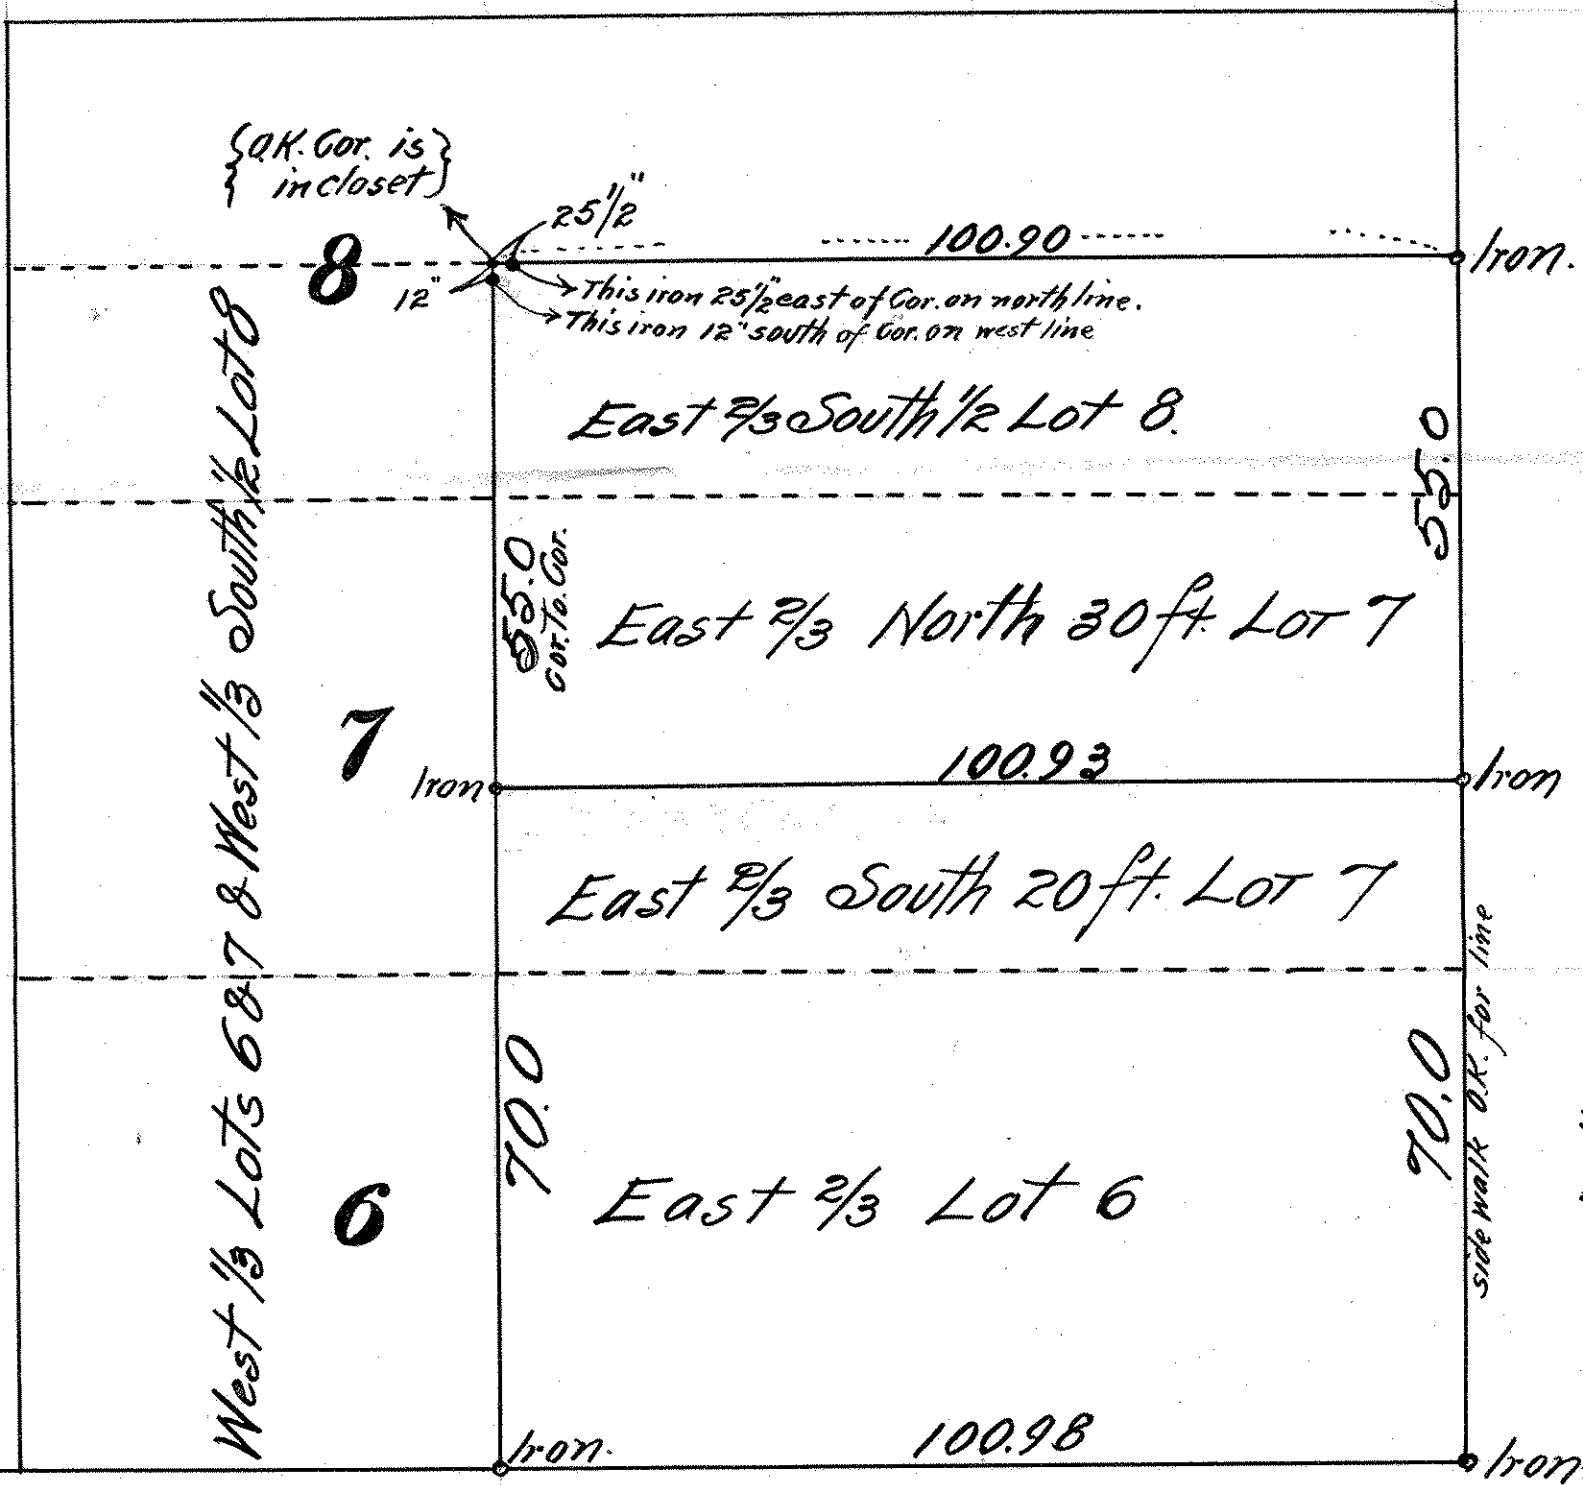 {O.K. Cor. is}
{in closet}
25½"
100.90
Iron.
8
12"
This iron 25½" east of Cor. on north line.
This iron 12" south of Cor. on west line
East ⅔ South ½ Lot 8.
55.0
55.0
Cor. To. Cor.
East ⅔ North 30 ft. Lot 7
7
Iron
100.93
Iron
East ⅔ South 20 ft. Lot 7
West ⅓ Lots 6 & 7 & West ⅓ South ½ Lot 8
70.0
70.0
side walk O.K. for line
6
East ⅔ Lot 6
Iron.
100.98
Iron